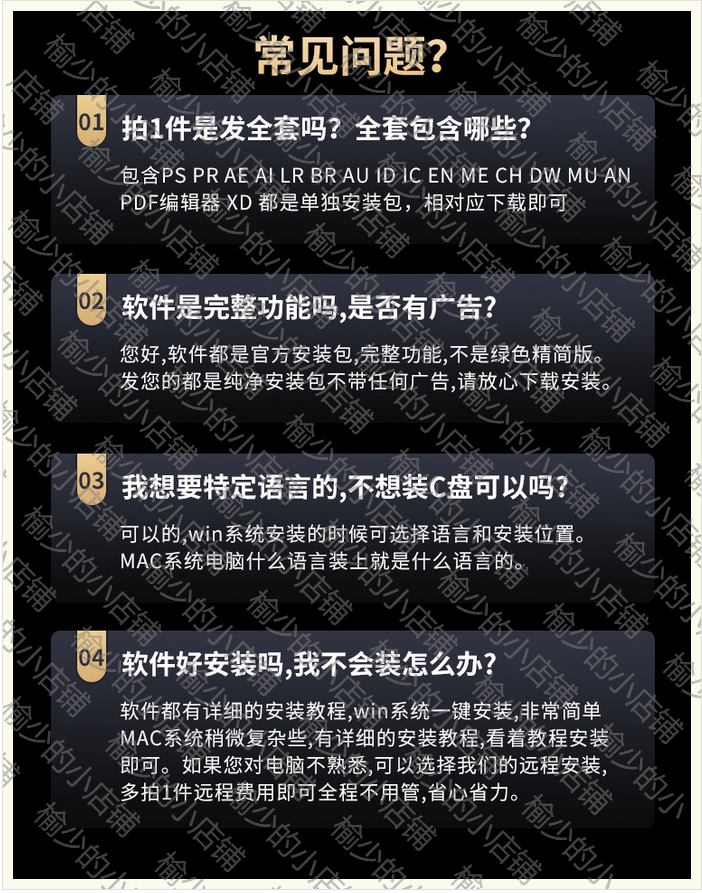 常见问题?
01
拍1件是发全套吗？全套包含哪些?
包含PS PR AE AI LR BR AU ID IC EN ME CH DW MU AN
PDF编辑器 XD 都是单独安装包，相对应下载即可
02
软件是完整功能吗,是否有广告?
您好,软件都是官方安装包,完整功能,不是绿色精简版。
发您的都是纯净安装包不带任何广告,请放心下载安装。
03
我想要特定语言的,不想装C盘可以吗?
可以的,win系统安装的时候可选择语言和安装位置。
MAC系统电脑什么语言装上就是什么语言的。
04
软件好安装吗,我不会装怎么办?
软件都有详细的安装教程,win系统一键安装,非常简单
MAC系统稍微复杂些,有详细的安装教程,看着教程安装
即可。如果您对电脑不熟悉,可以选择我们的远程安装,
多拍1件远程费用即可全程不用管,省心省力。
榆少的小店铺